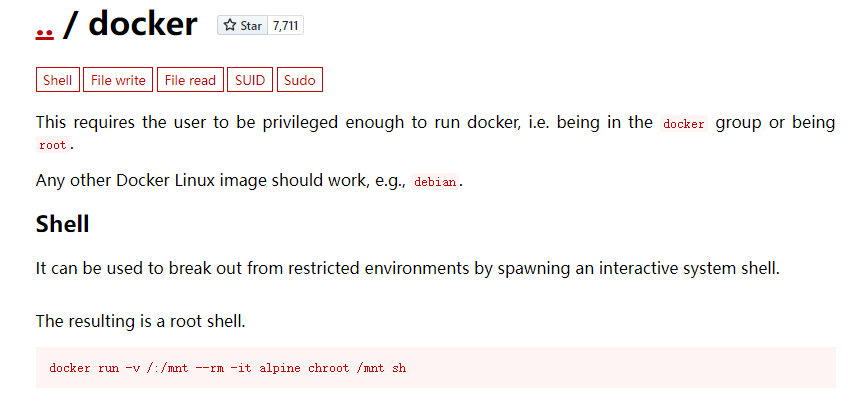 .. / docker Star 7,711
Shell File write File read SUID Sudo
This requires the user to be privileged enough to run docker, i.e. being in the docker group or being
root.
Any other Docker Linux image should work, e.g., debian.
Shell
It can be used to break out from restricted environments by spawning an interactive system shell.
The resulting is a root shell.
docker run -v /:/mnt --rm -it alpine chroot /mnt sh